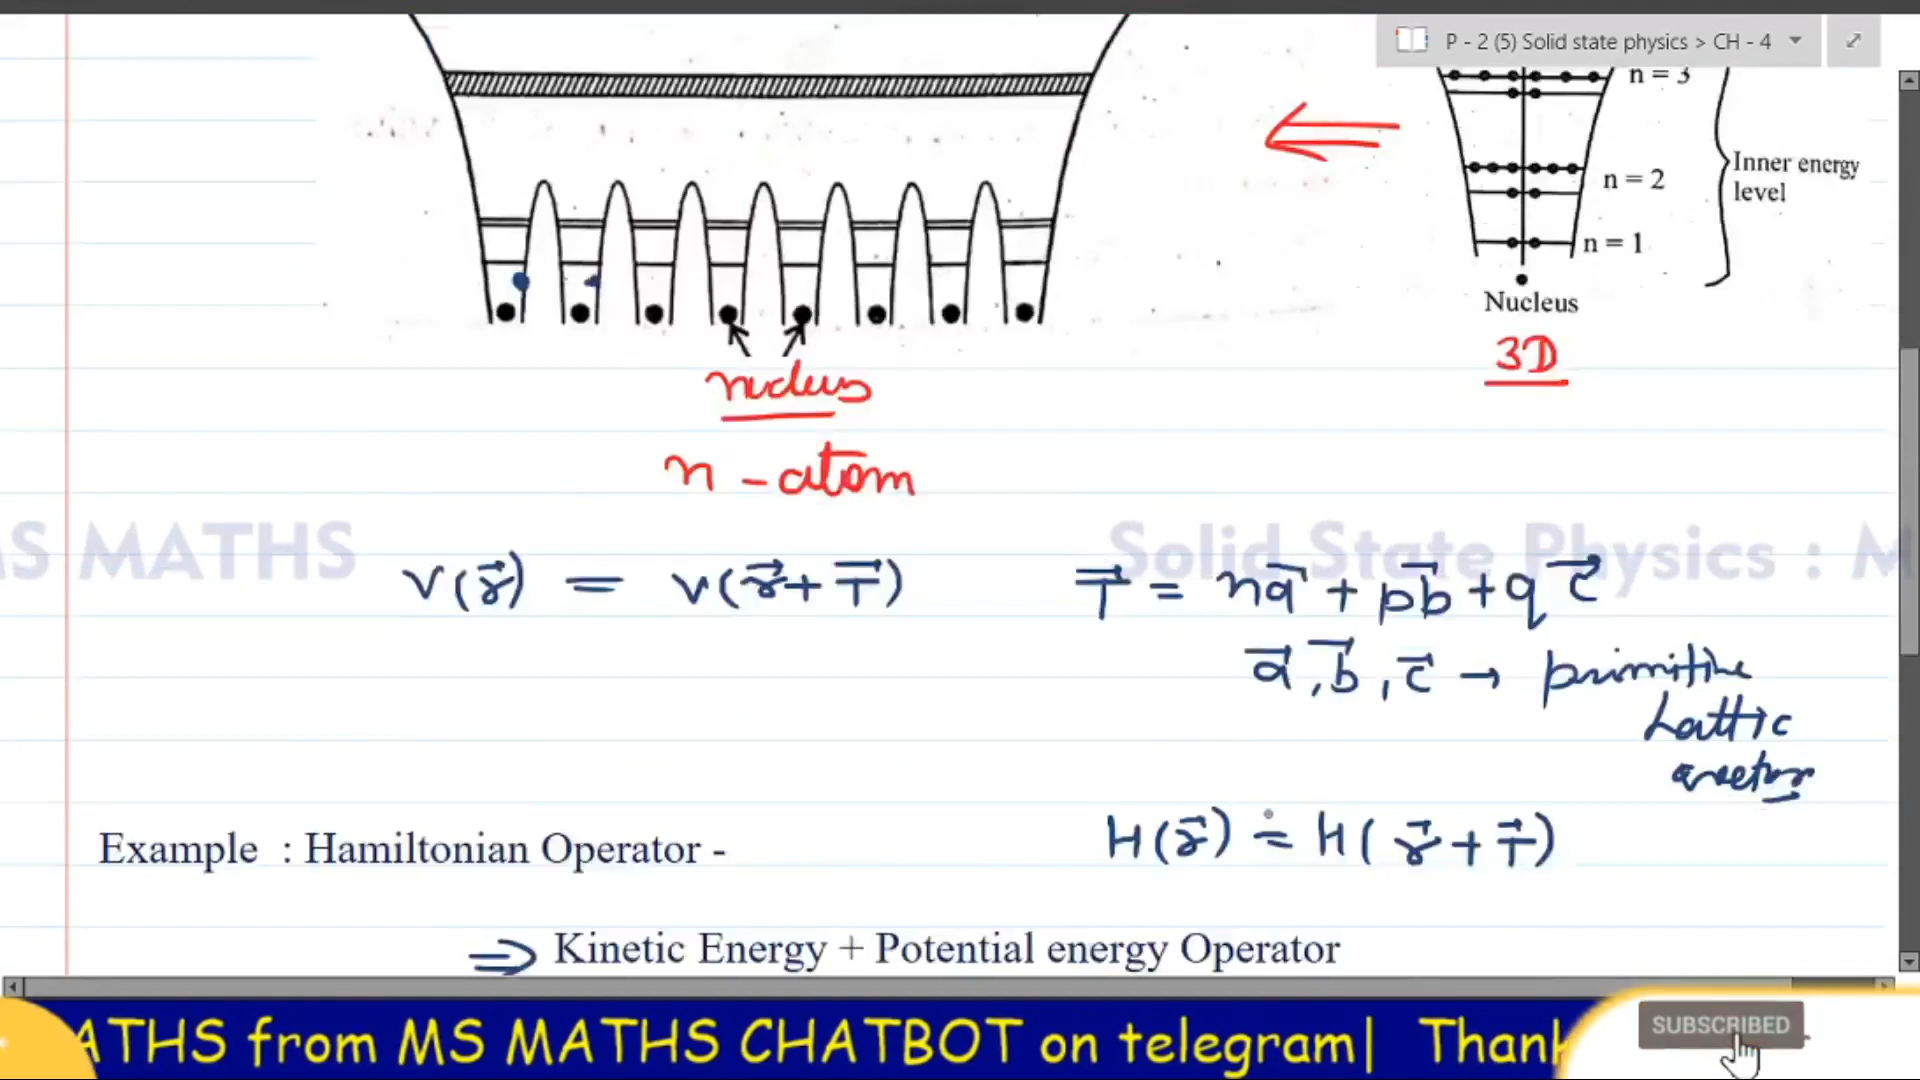 P - 2 (5) Solid state physics > CH - 4
n = 3
Inner energy
level
n = 2
n = 1
Nucleus
3D
nucleus
n - atom
S MATHS
Solid State Physics : M
V(r⃗) = V(r⃗ + T⃗)
T⃗ = na⃗ + pb⃗ + qc⃗
a⃗, b⃗, c⃗ → primitive
Lattic
vector
Example : Hamiltonian Operator -
H(r⃗) = H(r⃗ + T⃗)
⇒ Kinetic Energy + Potential energy Operator
ATHS from MS MATHS CHATBOT on telegram| Thank
SUBSCRIBED